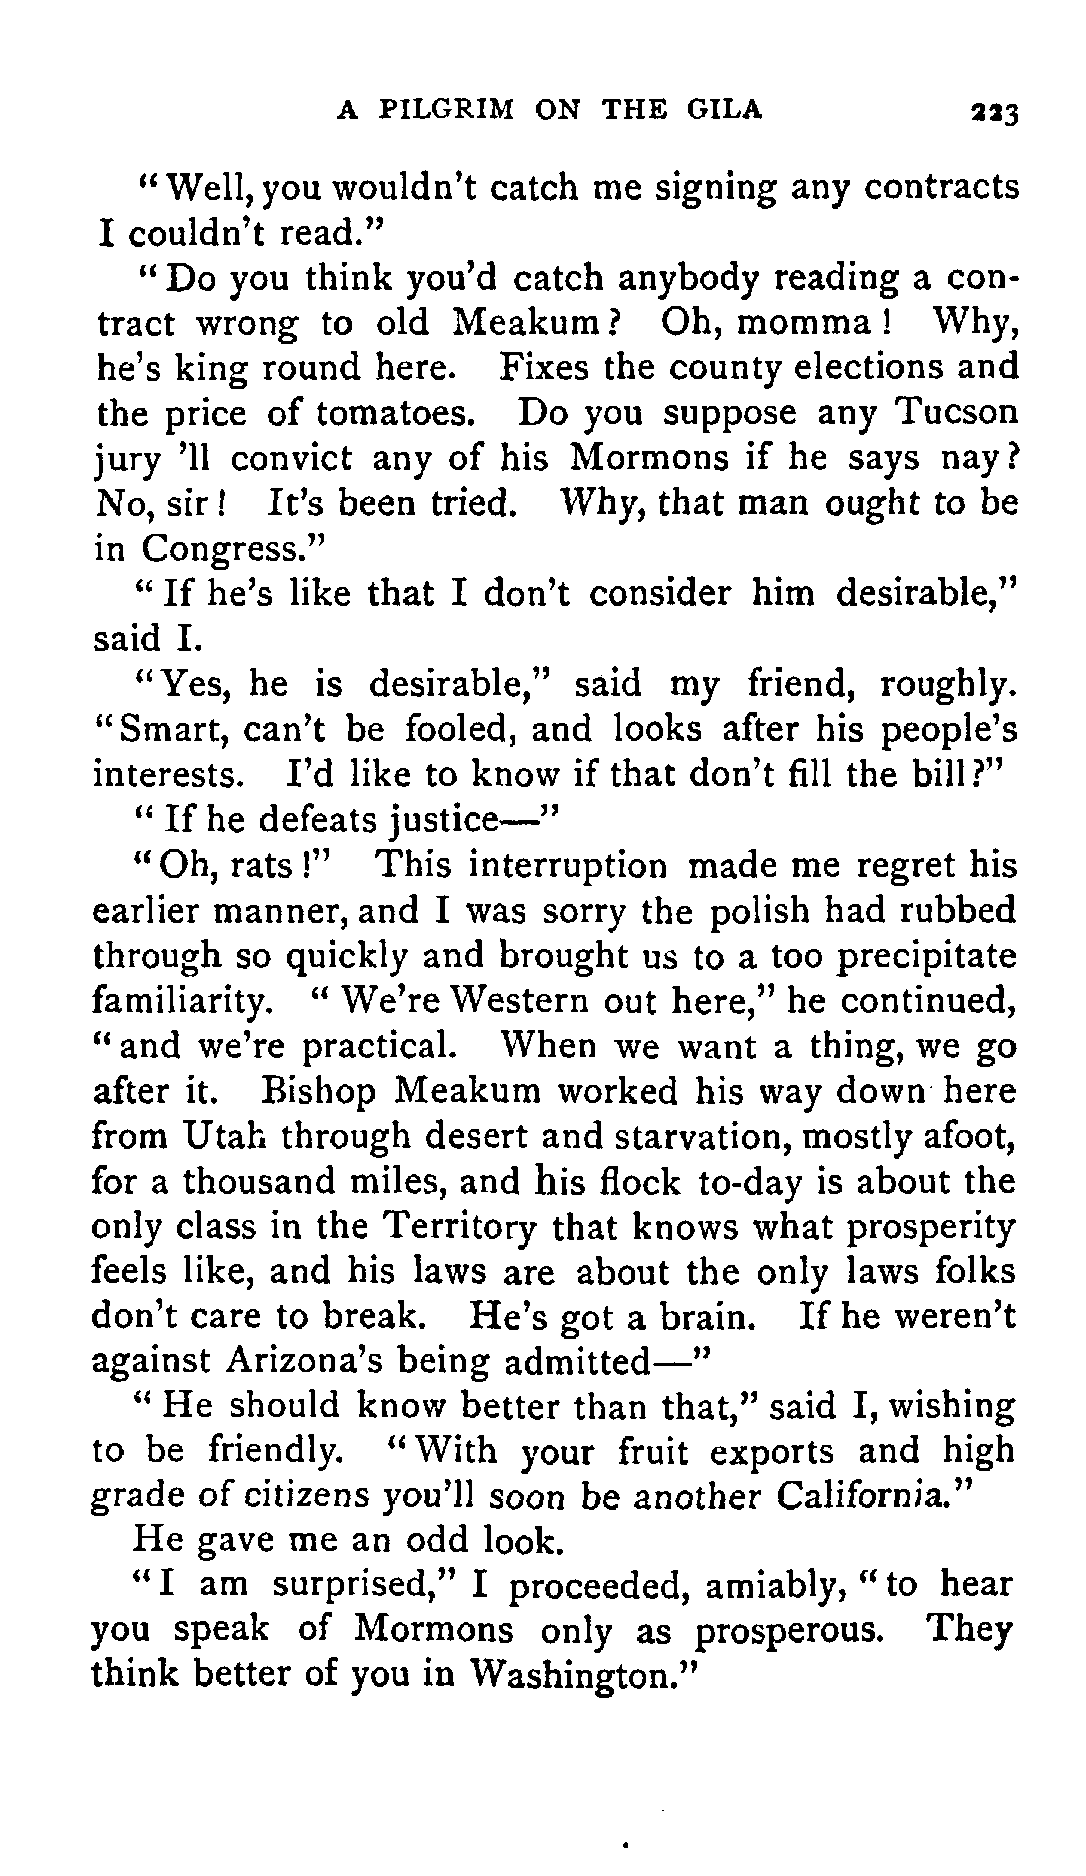 A PILGRIM ON THE GILA 223
"Well, you wouldn't catch me signing any contracts
I couldn't read."
"Do you think you'd catch anybody reading a con-
tract wrong to old Meakum? Oh, momma! Why,
he's king round here. Fixes the county elections and
the price of tomatoes. Do you suppose any Tucson
jury 'll convict any of his Mormons if he says nay?
No, sir! It's been tried. Why, that man ought to be
in Congress."
"If he's like that I don't consider him desirable,"
said I.
"Yes, he is desirable," said my friend, roughly.
"Smart, can't be fooled, and looks after his people's
interests. I'd like to know if that don't fill the bill?"
"If he defeats justice—"
"Oh, rats!" This interruption made me regret his
earlier manner, and I was sorry the polish had rubbed
through so quickly and brought us to a too precipitate
familiarity. "We're Western out here," he continued,
"and we're practical. When we want a thing, we go
after it. Bishop Meakum worked his way down here
from Utah through desert and starvation, mostly afoot,
for a thousand miles, and his flock to-day is about the
only class in the Territory that knows what prosperity
feels like, and his laws are about the only laws folks
don't care to break. He's got a brain. If he weren't
against Arizona's being admitted—"
"He should know better than that," said I, wishing
to be friendly. "With your fruit exports and high
grade of citizens you'll soon be another California."
He gave me an odd look.
"I am surprised," I proceeded, amiably, "to hear
you speak of Mormons only as prosperous. They
think better of you in Washington."